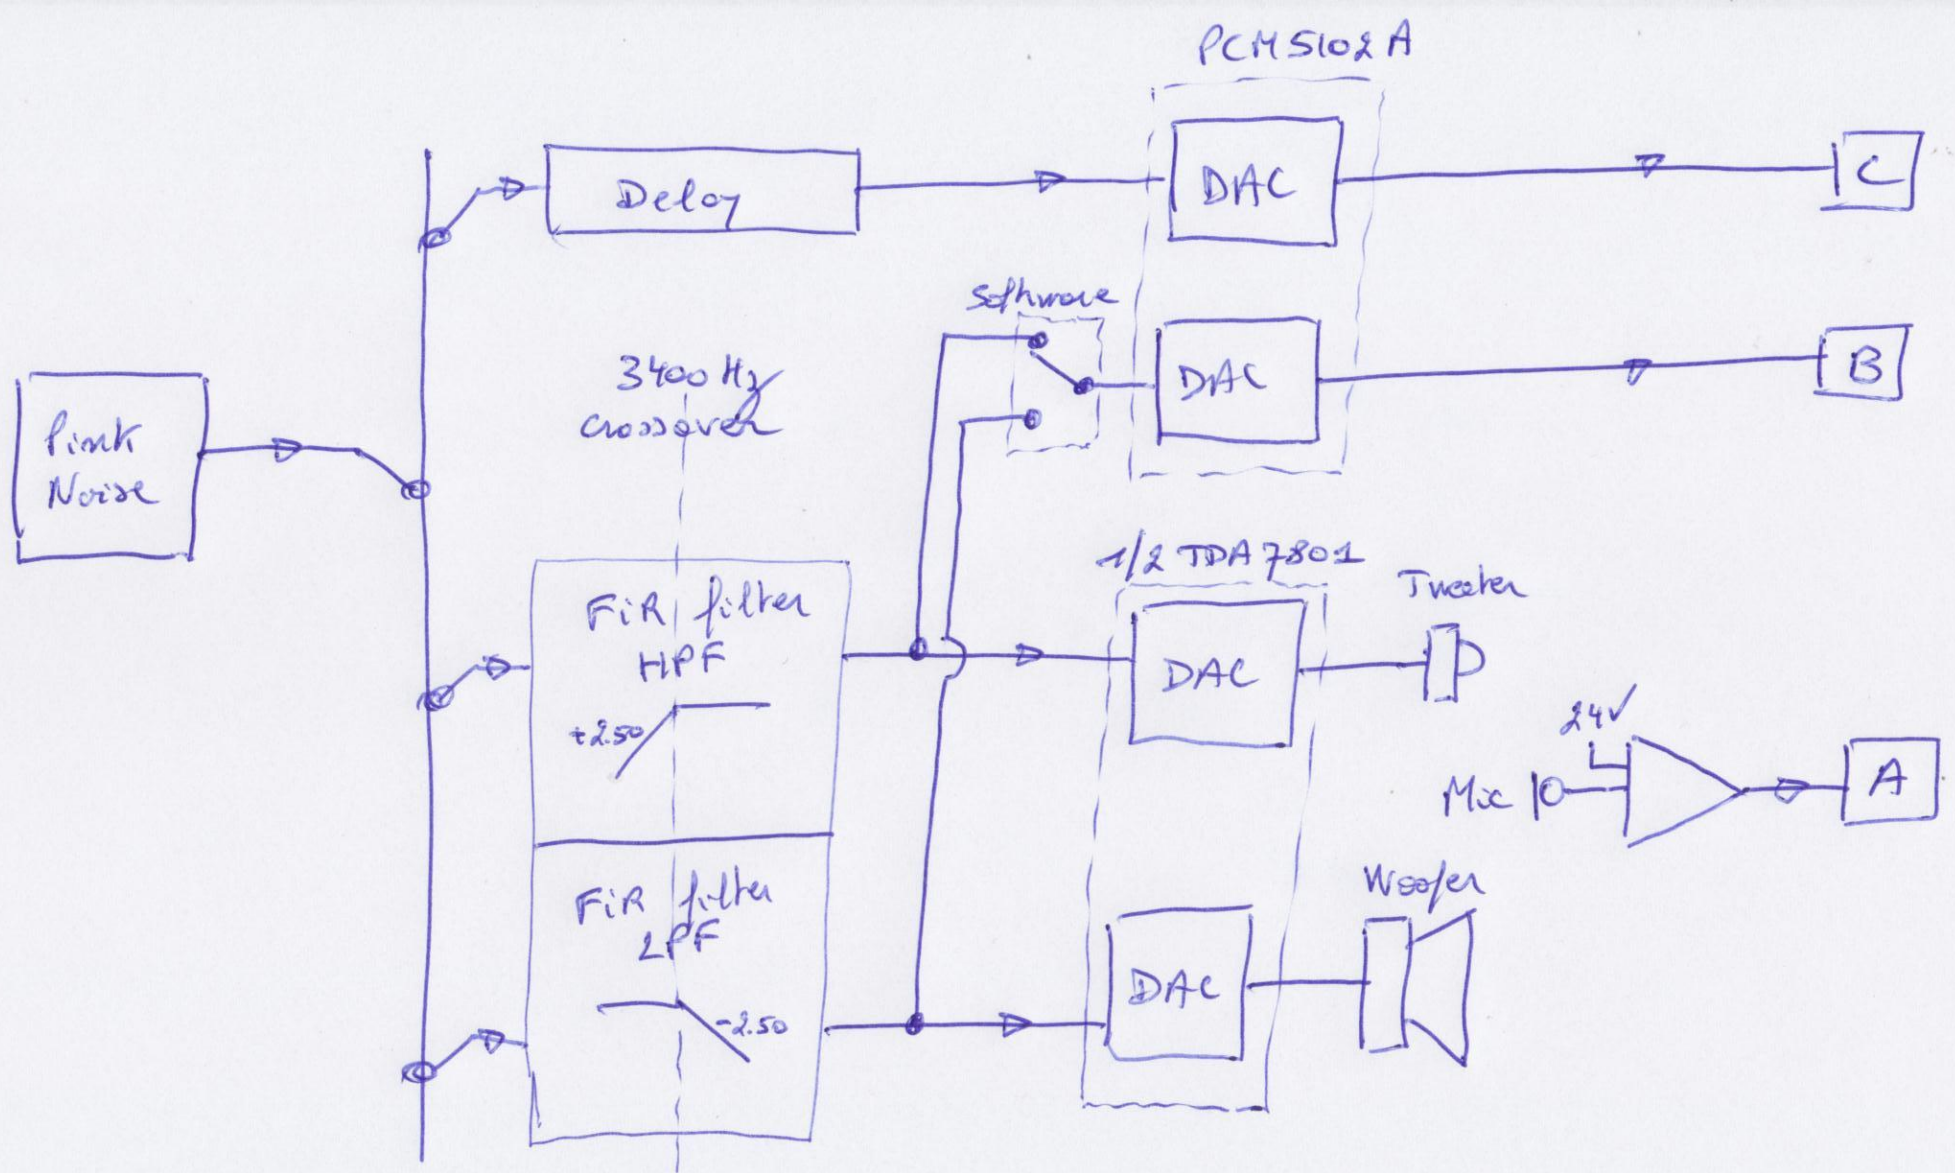 PCM5102A
Delay
DAC
C
Software
3400 Hz
crossover
DAC
B
Pink
Noise
1/2 TDA7801
Tweeter
FiR filter
HPF
DAC
+2.50
24V
Mic
A
FiR filter
LPF
Woofer
DAC
-2.50